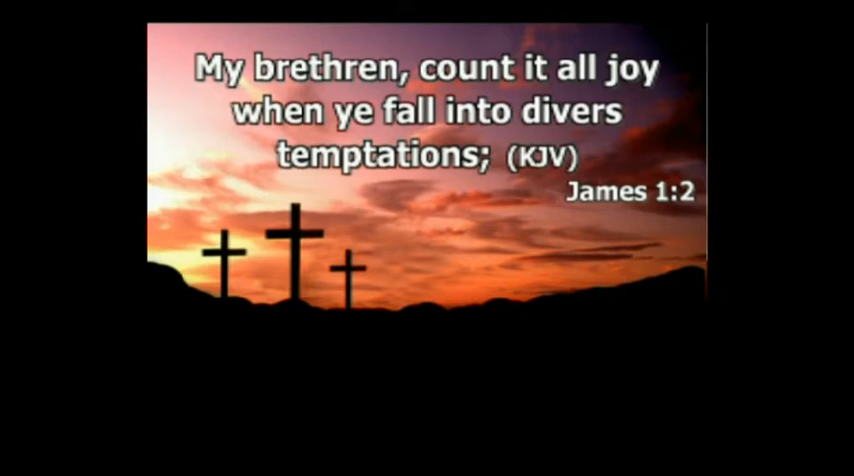 My brethren, count it all joy
when ye fall into divers
temptations; (KJV)
James 1:2